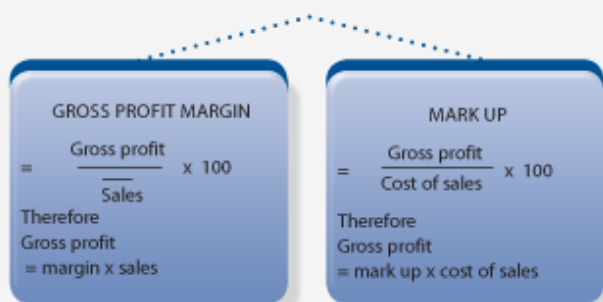 GROSS PROFIT MARGIN
= Gross profit / Sales x 100
Therefore
Gross profit
= margin x sales
MARK UP
= Gross profit / Cost of sales x 100
Therefore
Gross profit
= mark up x cost of sales